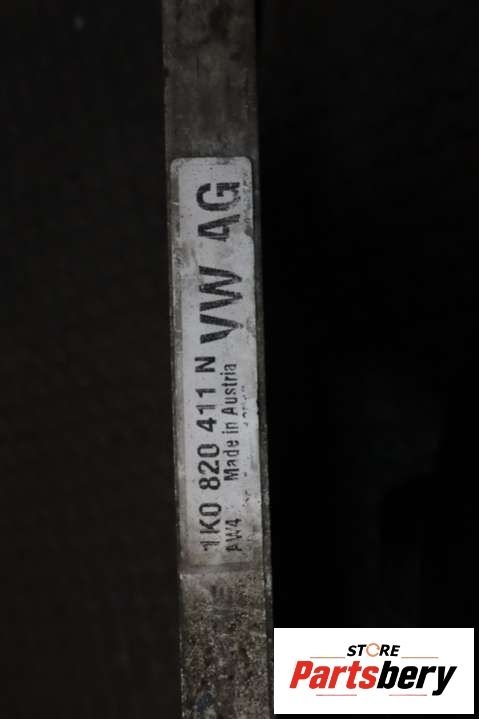 1K0 820 411 N VW AG
AW4 Made in Austria
STORE
Partsbery